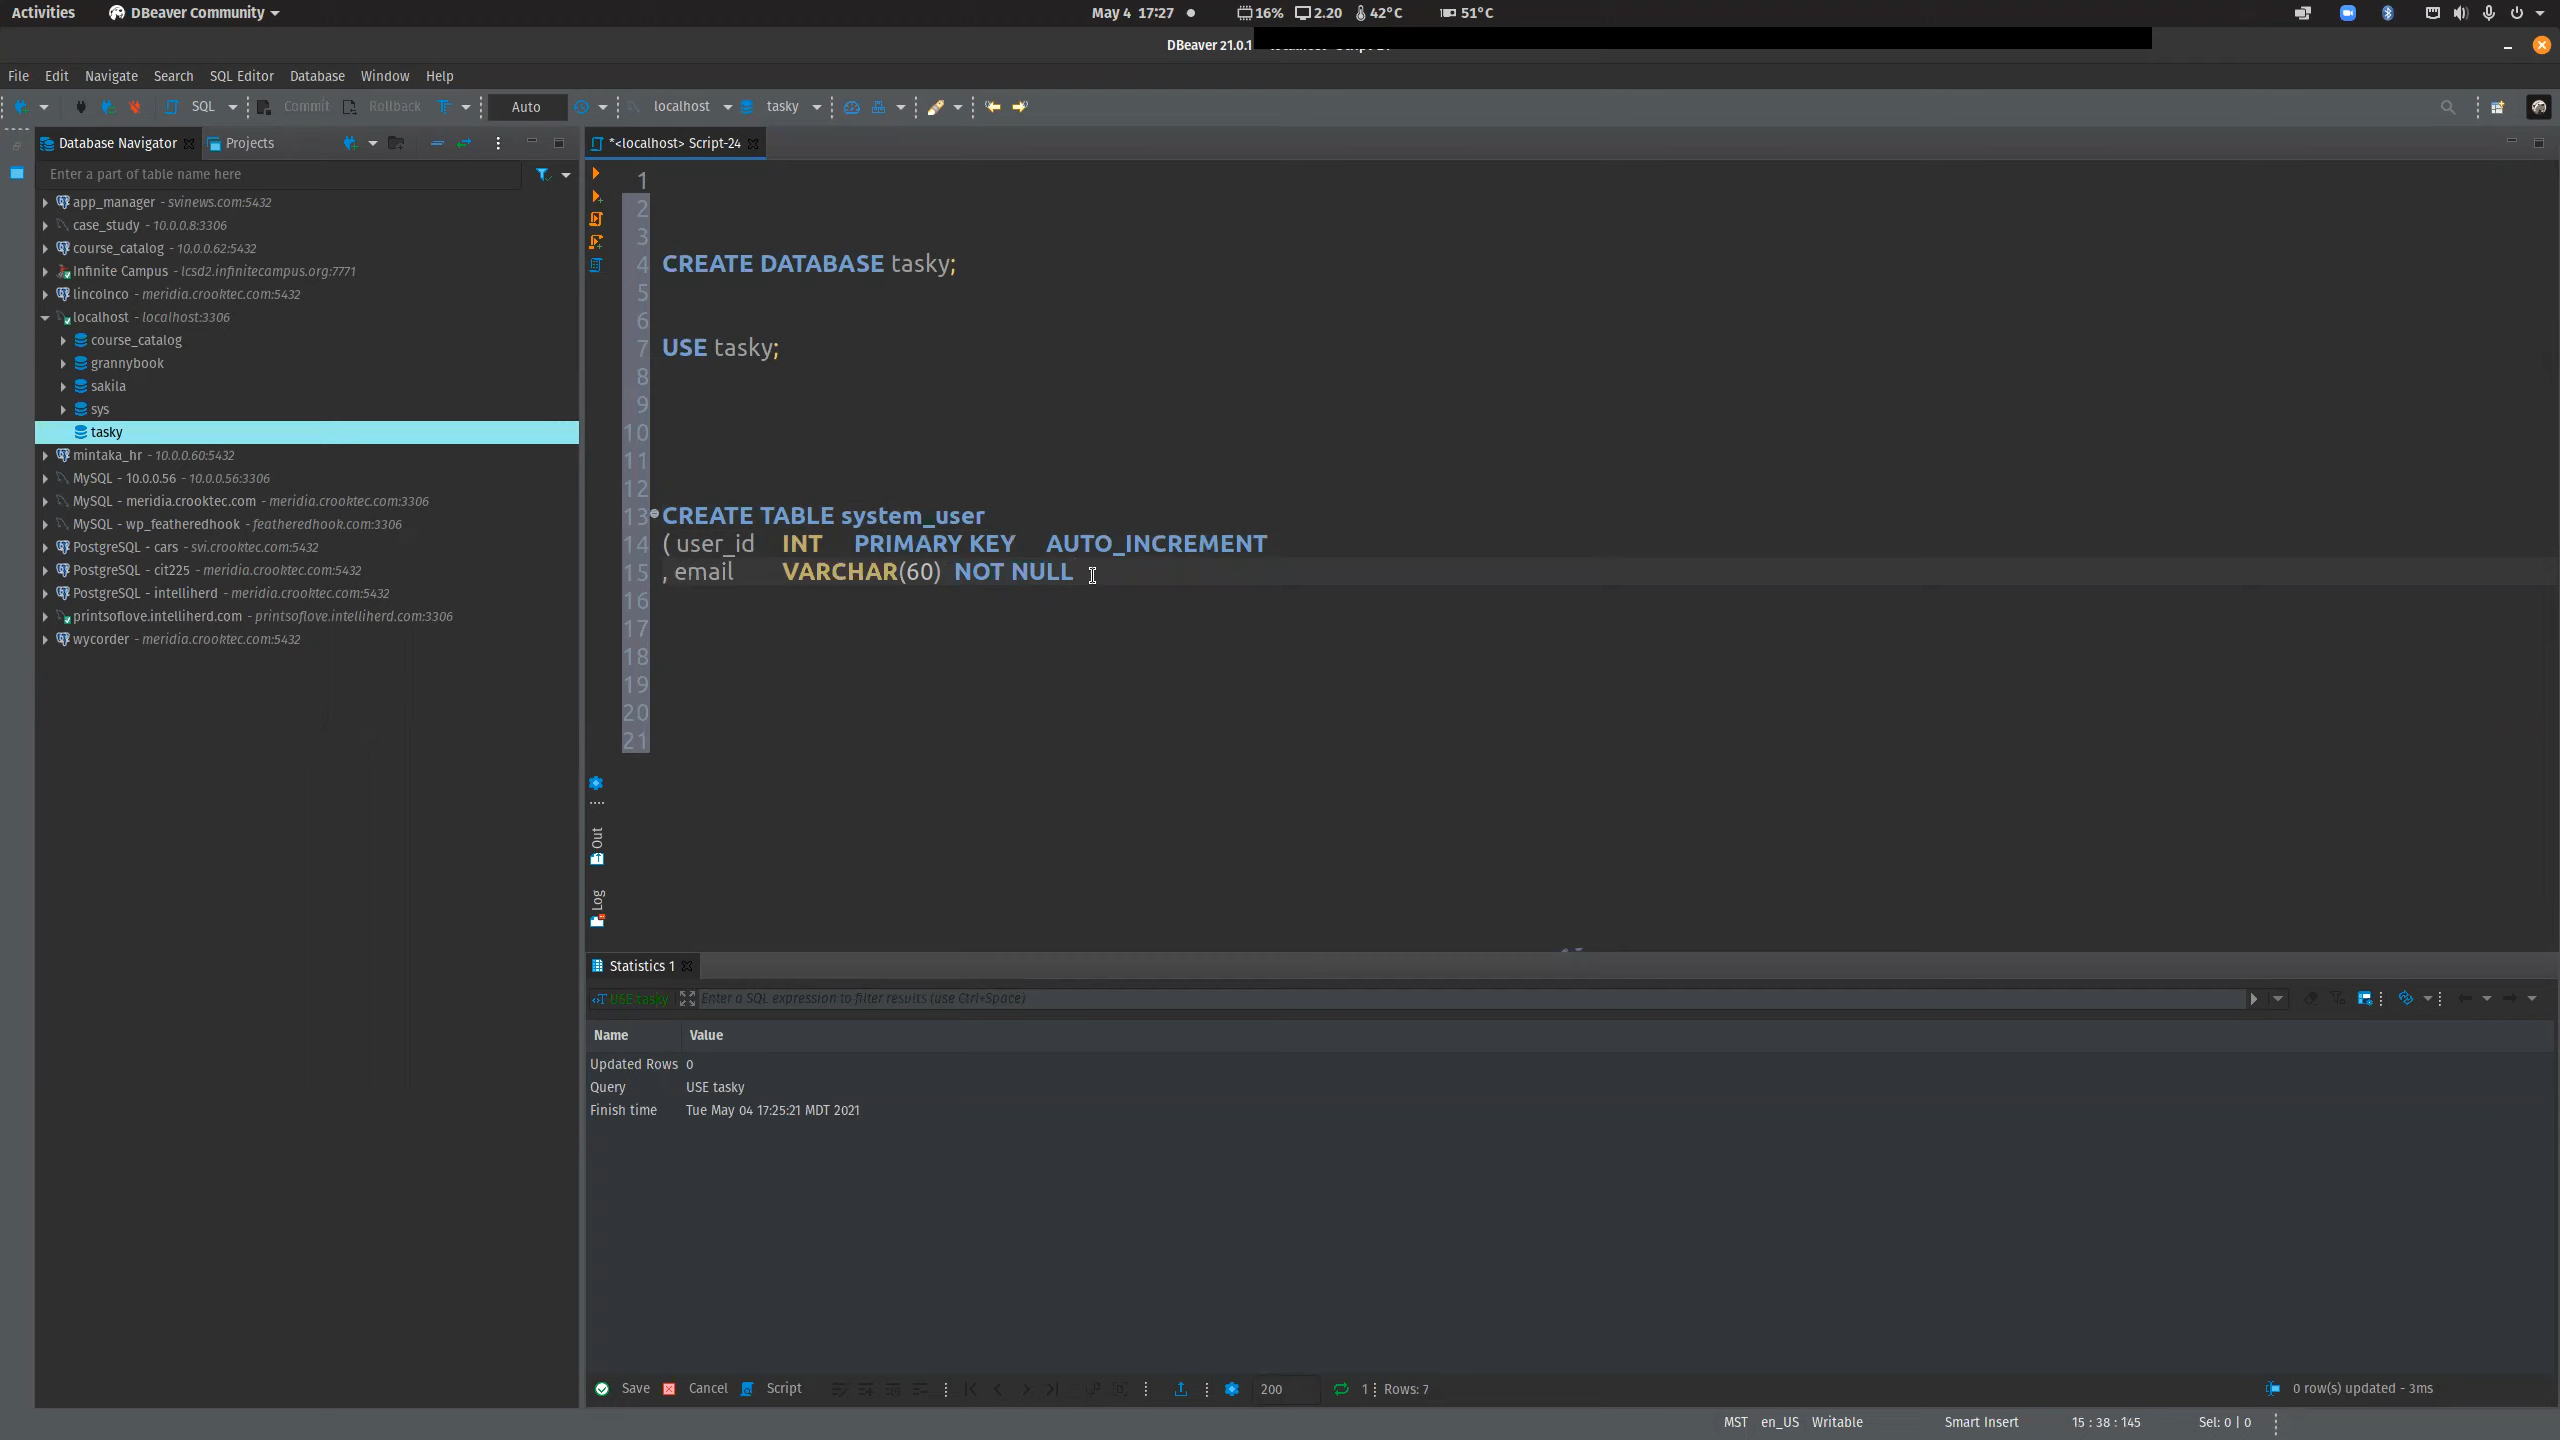 Activities DBeaver Community May 4 17:27 16% 2.20 42°C 51°C
DBeaver 21.0.1
File Edit Navigate Search SQL Editor Database Window Help
SQL Commit Rollback Auto localhost tasky
Database Navigator Projects *<localhost> Script-24
Enter a part of table name here
app_manager - svinews.com:5432
case_study - 10.0.0.8:3306
course_catalog - 10.0.0.62:5432
Infinite Campus - lcsd2.infinitecampus.org:7771
lincolnco - meridia.crooktec.com:5432
localhost - localhost:3306
course_catalog
grannybook
sakila
sys
tasky
mintaka_hr - 10.0.0.60:5432
MySQL - 10.0.0.56 - 10.0.0.56:3306
MySQL - meridia.crooktec.com - meridia.crooktec.com:3306
MySQL - wp_featheredhook - featheredhook.com:3306
PostgreSQL - cars - svi.crooktec.com:5432
PostgreSQL - cit225 - meridia.crooktec.com:5432
PostgreSQL - intelliherd - meridia.crooktec.com:5432
printsoflove.intelliherd.com - printsoflove.intelliherd.com:3306
wycorder - meridia.crooktec.com:5432
1
2
3
4 CREATE DATABASE tasky;
5
6
7 USE tasky;
8
9
10
11
12
13 CREATE TABLE system_user
14 ( user_id INT PRIMARY KEY AUTO_INCREMENT
15 , email VARCHAR(60) NOT NULL
16
17
18
19
20
21
Out
Log
Statistics 1
USE tasky Enter a SQL expression to filter results (use Ctrl+Space)
Name Value
Updated Rows 0
Query USE tasky
Finish time Tue May 04 17:25:21 MDT 2021
Save Cancel Script 200 1 Rows: 7 0 row(s) updated - 3ms
MST en_US Writable Smart Insert 15 : 38 : 145 Sel: 0 | 0